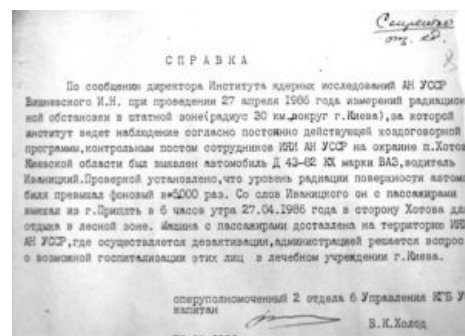 Секретно
СПРАВКА
По сообщению директора Института ядерных исследований АН УССР
Вишневского И.Н. при проведении 27 апреля 1986 года измерений радиацион
ной обстановки в штатной зоне(радиус 30 км.вокруг г.Киева),за которой
институт ведет наблюдение согласно постоянно действующей хоздоговорной
программы,контрольным постом сотрудников ИЯИ АН УССР на окраине п.Хотова
Киевской области был выявлен автомобиль Д 43-62 КХ марки ВАЗ,водитель
Иваницкий.Проверкой установлено,что уровень радиации поверхности автомо
биля превышал фоновый в 5000 раз. Со слов Иваницкого он с пассажирами
выехал из г.Припять в 6 часов утра 27.04.1986 года в сторону Хотова для
отдыха в лесной зоне. Машина с пассажирами доставлена на территорию ИЯИ
АН УССР,где осуществляется дезактивация,администрацией решается вопрос
о возможной госпитализации этих лиц в лечебном учреждении г.Киева.
оперуполномоченный 2 отдела 6 Управления КГБ У
капитан
В.К.Холод